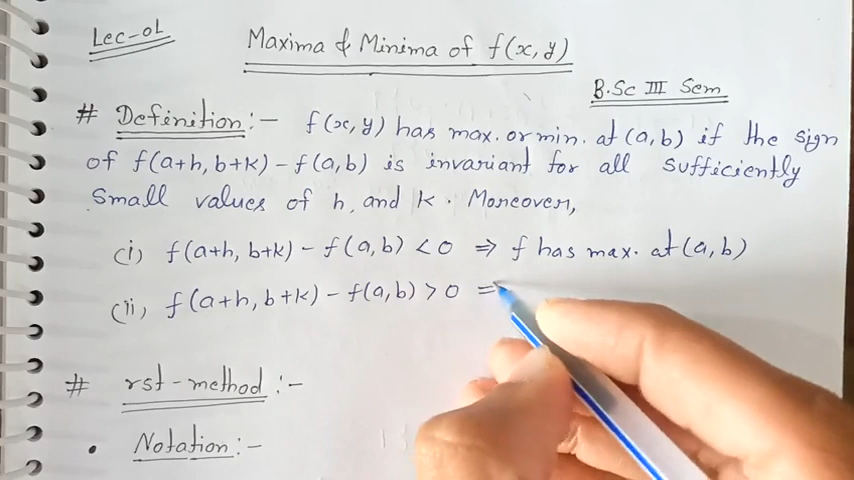 Lec-01
Maxima & Minima of f(x,y)
B.Sc III Sem
# Definition:- f(x,y) has max. or min. at (a,b) if the sign
of f(a+h, b+k) - f(a,b) is invariant for all sufficiently
small values of h, and k. Moreover,
(i) f(a+h, b+k) - f(a,b) < 0 ⇒ f has max. at (a,b)
(ii) f(a+h, b+k) - f(a,b) > 0 =
# rst-method:-
• Notation:-